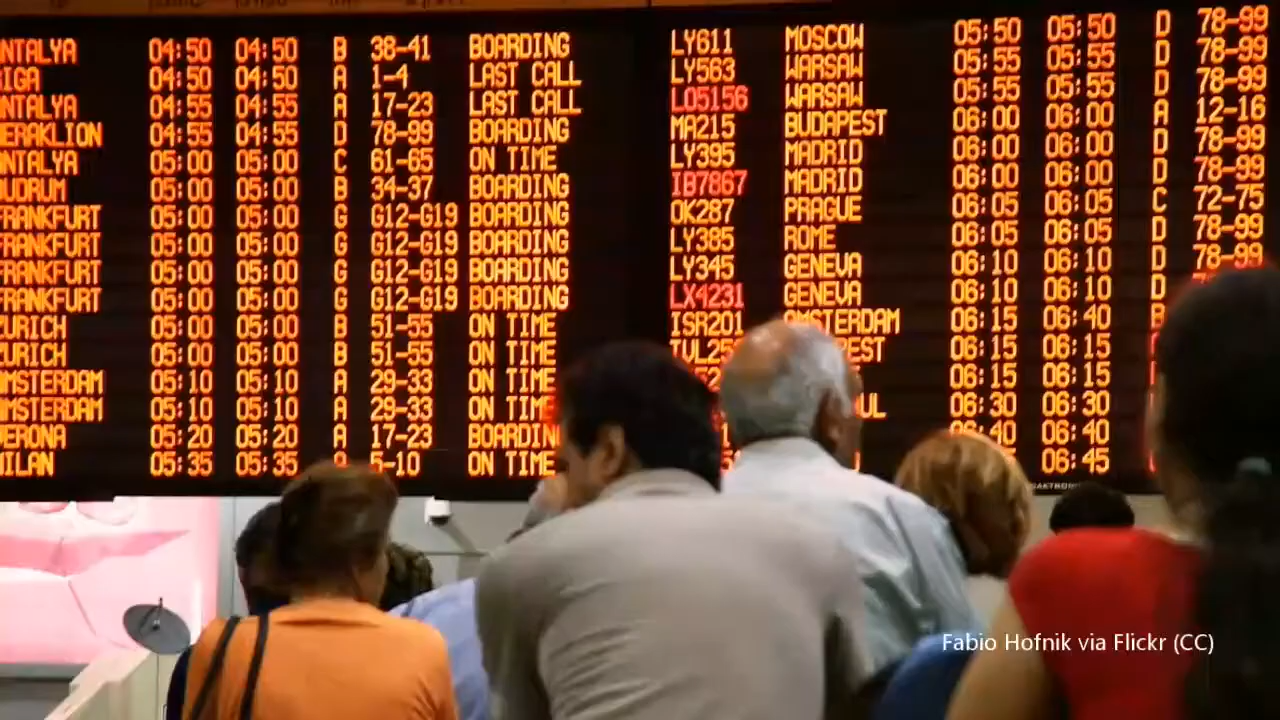 NTALYA 04:50 04:50 B 38-41 BOARDING
IGA 04:50 04:50 A 1-4 LAST CALL
NTALYA 04:55 04:55 A 17-23 LAST CALL
ERAKLION 04:55 04:55 D 78-99 BOARDING
NTALYA 05:00 05:00 C 61-65 ON TIME
ODRUM 05:00 05:00 B 34-37 BOARDING
FRANKFURT 05:00 05:00 G G12-G19 BOARDING
FRANKFURT 05:00 05:00 G G12-G19 BOARDING
FRANKFURT 05:00 05:00 G G12-G19 BOARDING
FRANKFURT 05:00 05:00 G G12-G19 BOARDING
ZURICH 05:00 05:00 B 51-55 ON TIME
ZURICH 05:00 05:00 B 51-55 ON TIME
MSTERDAM 05:10 05:10 A 29-33 ON TIME
MSTERDAM 05:10 05:10 A 29-33 ON TIME
VERONA 05:20 05:20 A 17-23 BOARDING
MILAN 05:35 05:35 A 5-10 ON TIME
LY611 MOSCOW 05:50 05:50 D 78-99
LY563 WARSAW 05:55 05:55 D 78-99
LO5156 WARSAW 05:55 05:55 D 78-99
MA215 BUDAPEST 06:00 06:00 A 12-16
LY395 MADRID 06:00 06:00 D 78-99
IB7867 MADRID 06:00 06:00 D 78-99
OK287 PRAGUE 06:05 06:05 C 72-75
LY385 ROME 06:05 06:05 D 78-99
LY345 GENEVA 06:10 06:10 D 78-99
LX4231 GENEVA 06:10 06:10 D
ISR201 AMSTERDAM 06:15 06:40 B
EST 06:15 06:15
06:15 06:15
UL 06:30 06:30
06:40 06:40
06:45
Fabio Hofnik via Flickr (CC)